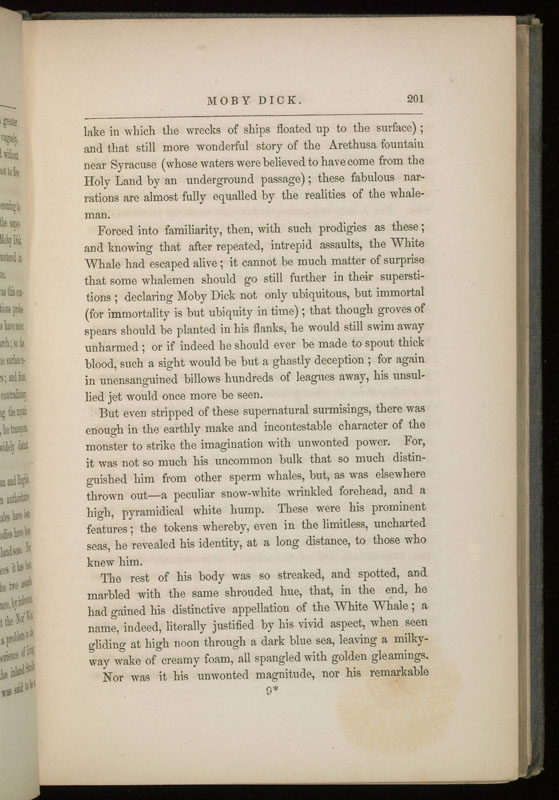 MOBY DICK. 201
lake in which the wrecks of ships floated up to the surface) ;
and that still more wonderful story of the Arethusa fountain
near Syracuse (whose waters were believed to have come from the
Holy Land by an underground passage) ; these fabulous nar-
rations are almost fully equalled by the realities of the whale-
man.
Forced into familiarity, then, with such prodigies as these ;
and knowing that after repeated, intrepid assaults, the White
Whale had escaped alive ; it cannot be much matter of surprise
that some whalemen should go still further in their supersti-
tions ; declaring Moby Dick not only ubiquitous, but immortal
(for immortality is but ubiquity in time) ; that though groves of
spears should be planted in his flanks, he would still swim away
unharmed ; or if indeed he should ever be made to spout thick
blood, such a sight would be but a ghastly deception ; for again
in unensanguined billows hundreds of leagues away, his unsul-
lied jet would once more be seen.
But even stripped of these supernatural surmisings, there was
enough in the earthly make and incontestable character of the
monster to strike the imagination with unwonted power. For,
it was not so much his uncommon bulk that so much distin-
guished him from other sperm whales, but, as was elsewhere
thrown out—a peculiar snow-white wrinkled forehead, and a
high, pyramidical white hump. These were his prominent
features ; the tokens whereby, even in the limitless, uncharted
seas, he revealed his identity, at a long distance, to those who
knew him.
The rest of his body was so streaked, and spotted, and
marbled with the same shrouded hue, that, in the end, he
had gained his distinctive appellation of the White Whale ; a
name, indeed, literally justified by his vivid aspect, when seen
gliding at high noon through a dark blue sea, leaving a milky-
way wake of creamy foam, all spangled with golden gleamings.
Nor was it his unwonted magnitude, nor his remarkable
9*